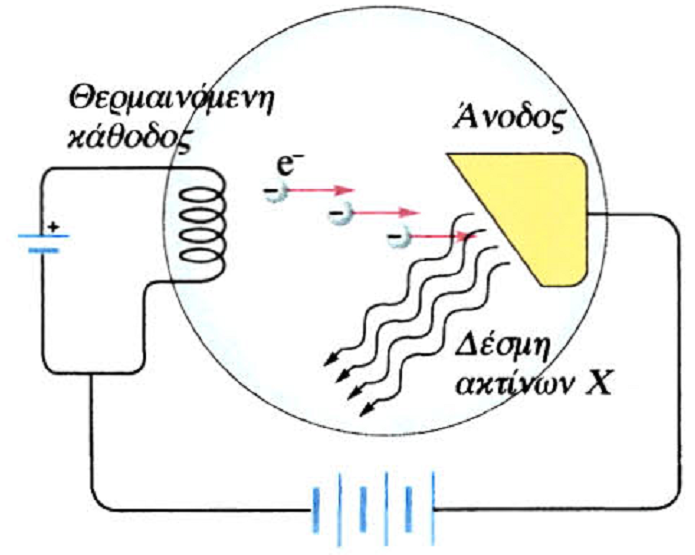 Θερμαινόμενη
κάθοδος
Άνοδος
e⁻
+
-
-
-
Δέσμη
ακτίνων Χ